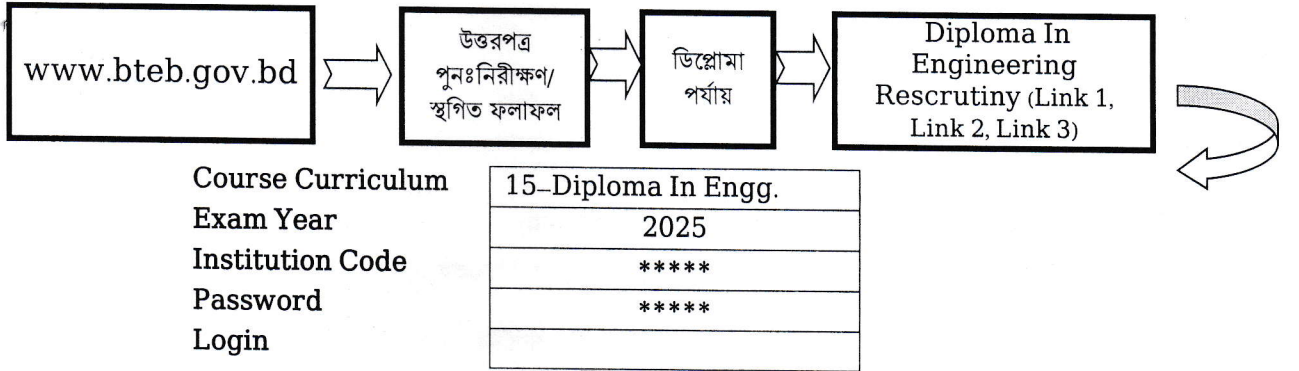 www.bteb.gov.bd
উত্তরপত্র
পুনঃনিরীক্ষণ/
স্থগিত ফলাফল
ডিপ্লোমা
পর্যায়
Diploma In
Engineering
Rescrutiny (Link 1,
Link 2, Link 3)
Course Curriculum 15–Diploma In Engg.
Exam Year 2025
Institution Code *****
Password *****
Login